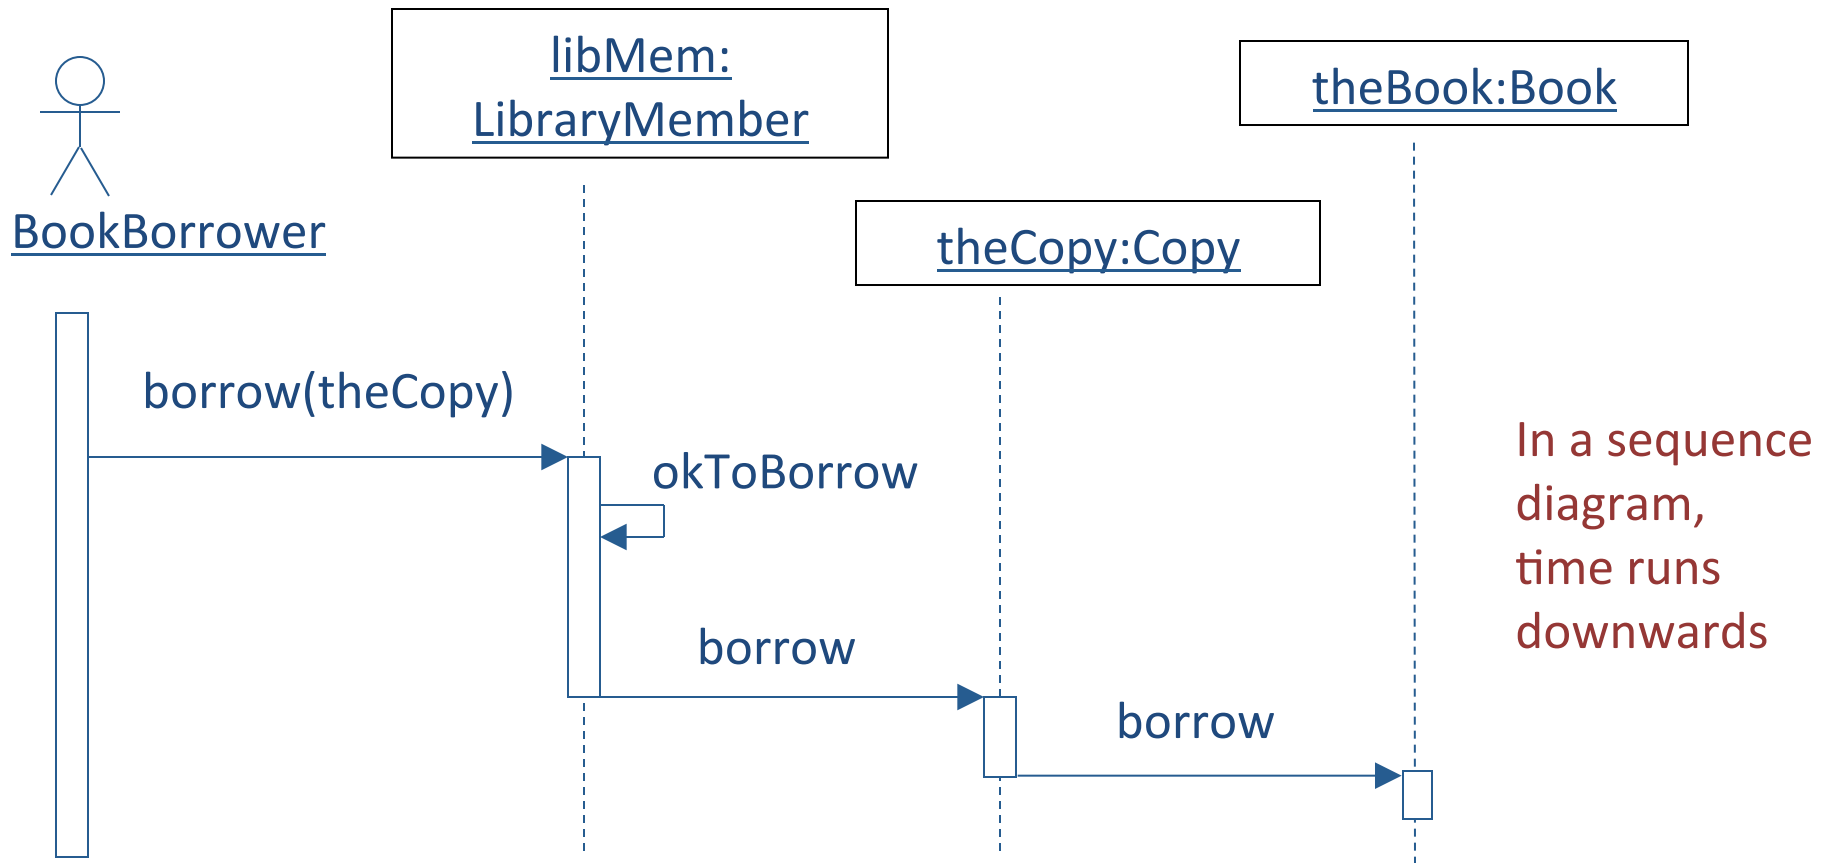 libMem:
LibraryMember
theBook:Book
BookBorrower
theCopy:Copy
borrow(theCopy)
okToBorrow
borrow
borrow
In a sequence
diagram,
time runs
downwards